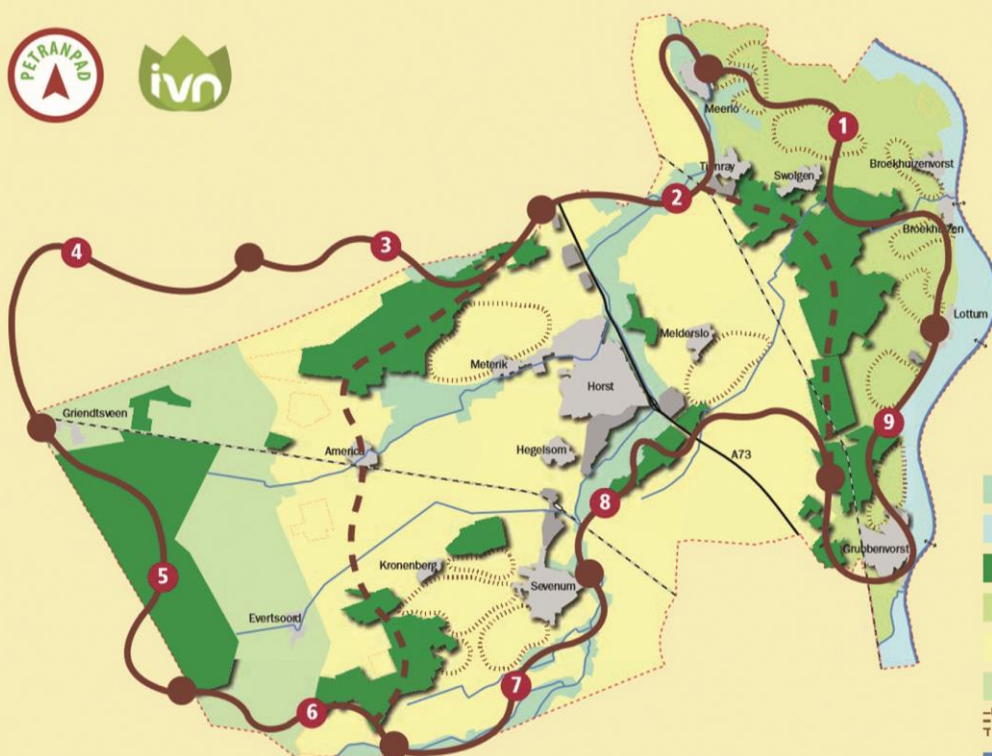 PETRANPAD
ivn
Meerlo
1
Tienray
Swolgen
Broekhuizenvorst
2
Broekhuizen
4
3
Lottum
Melderslo
Meterik
Horst
Griendtsveen
9
America
Hegelsom
A73
8
Grubbenvorst
Kronenberg
5
Sevenum
Evertsoord
7
6